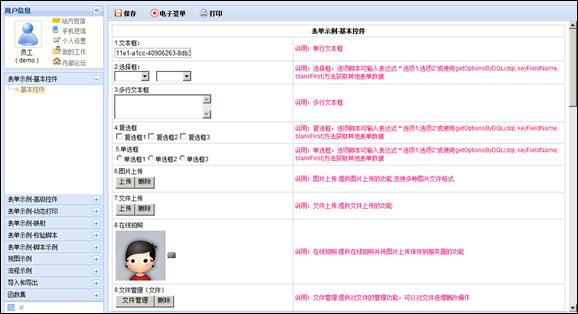 用户信息
站内短信
手机短信
个人设置
我的工作
内部论坛
员工
(demo)
表单示例-基本控件
基本控件
表单示例-高级控件
表单示例-动态打印
表单示例-映射
表单示例-校验脚本
表单示例-脚本示例
视图示例
流程示例
导入和导出
函数集
保存 电子签单 打印
表单示例-基本控件
1.文本框:
11e1-a1cc-40906263-8db3
说明：单行文本框
2.选择框:
说明：选择框，选项脚本可输入表达式“选项1;选项2”或使用getOptionsByDQL(dql, keyFieldName,
blankFirst)方法获取其他表单数据
3.多行文本框
说明：多行文本框
4.复选框
复选框1 复选框2 复选框3
说明：复选框，选项脚本可输入表达式“选项1;选项2”或使用getOptionsByDQL(dql, keyFieldName,
blankFirst)方法获取其他表单数据
5.单选框
单选框1 单选框2 单选框3
说明：单选框，选项脚本可输入表达式“选项1;选项2”或使用getOptionsByDQL(dql, keyFieldName,
blankFirst)方法获取其他表单数据
6.图片上传
上传 删除
说明：图片上传.提供图片上传的功能,支持多种图片文件格式
7.文件上传
上传 删除
说明：文件上传.提供文件上传的功能
8.在线拍照
说明：在线拍照.提供在线拍照并将图片上传保存到服务器的功能
9.文件管理（文件）
文件管理 删除
说明：文件管理.提供对文件的管理功能，可以对文件进增删改操作